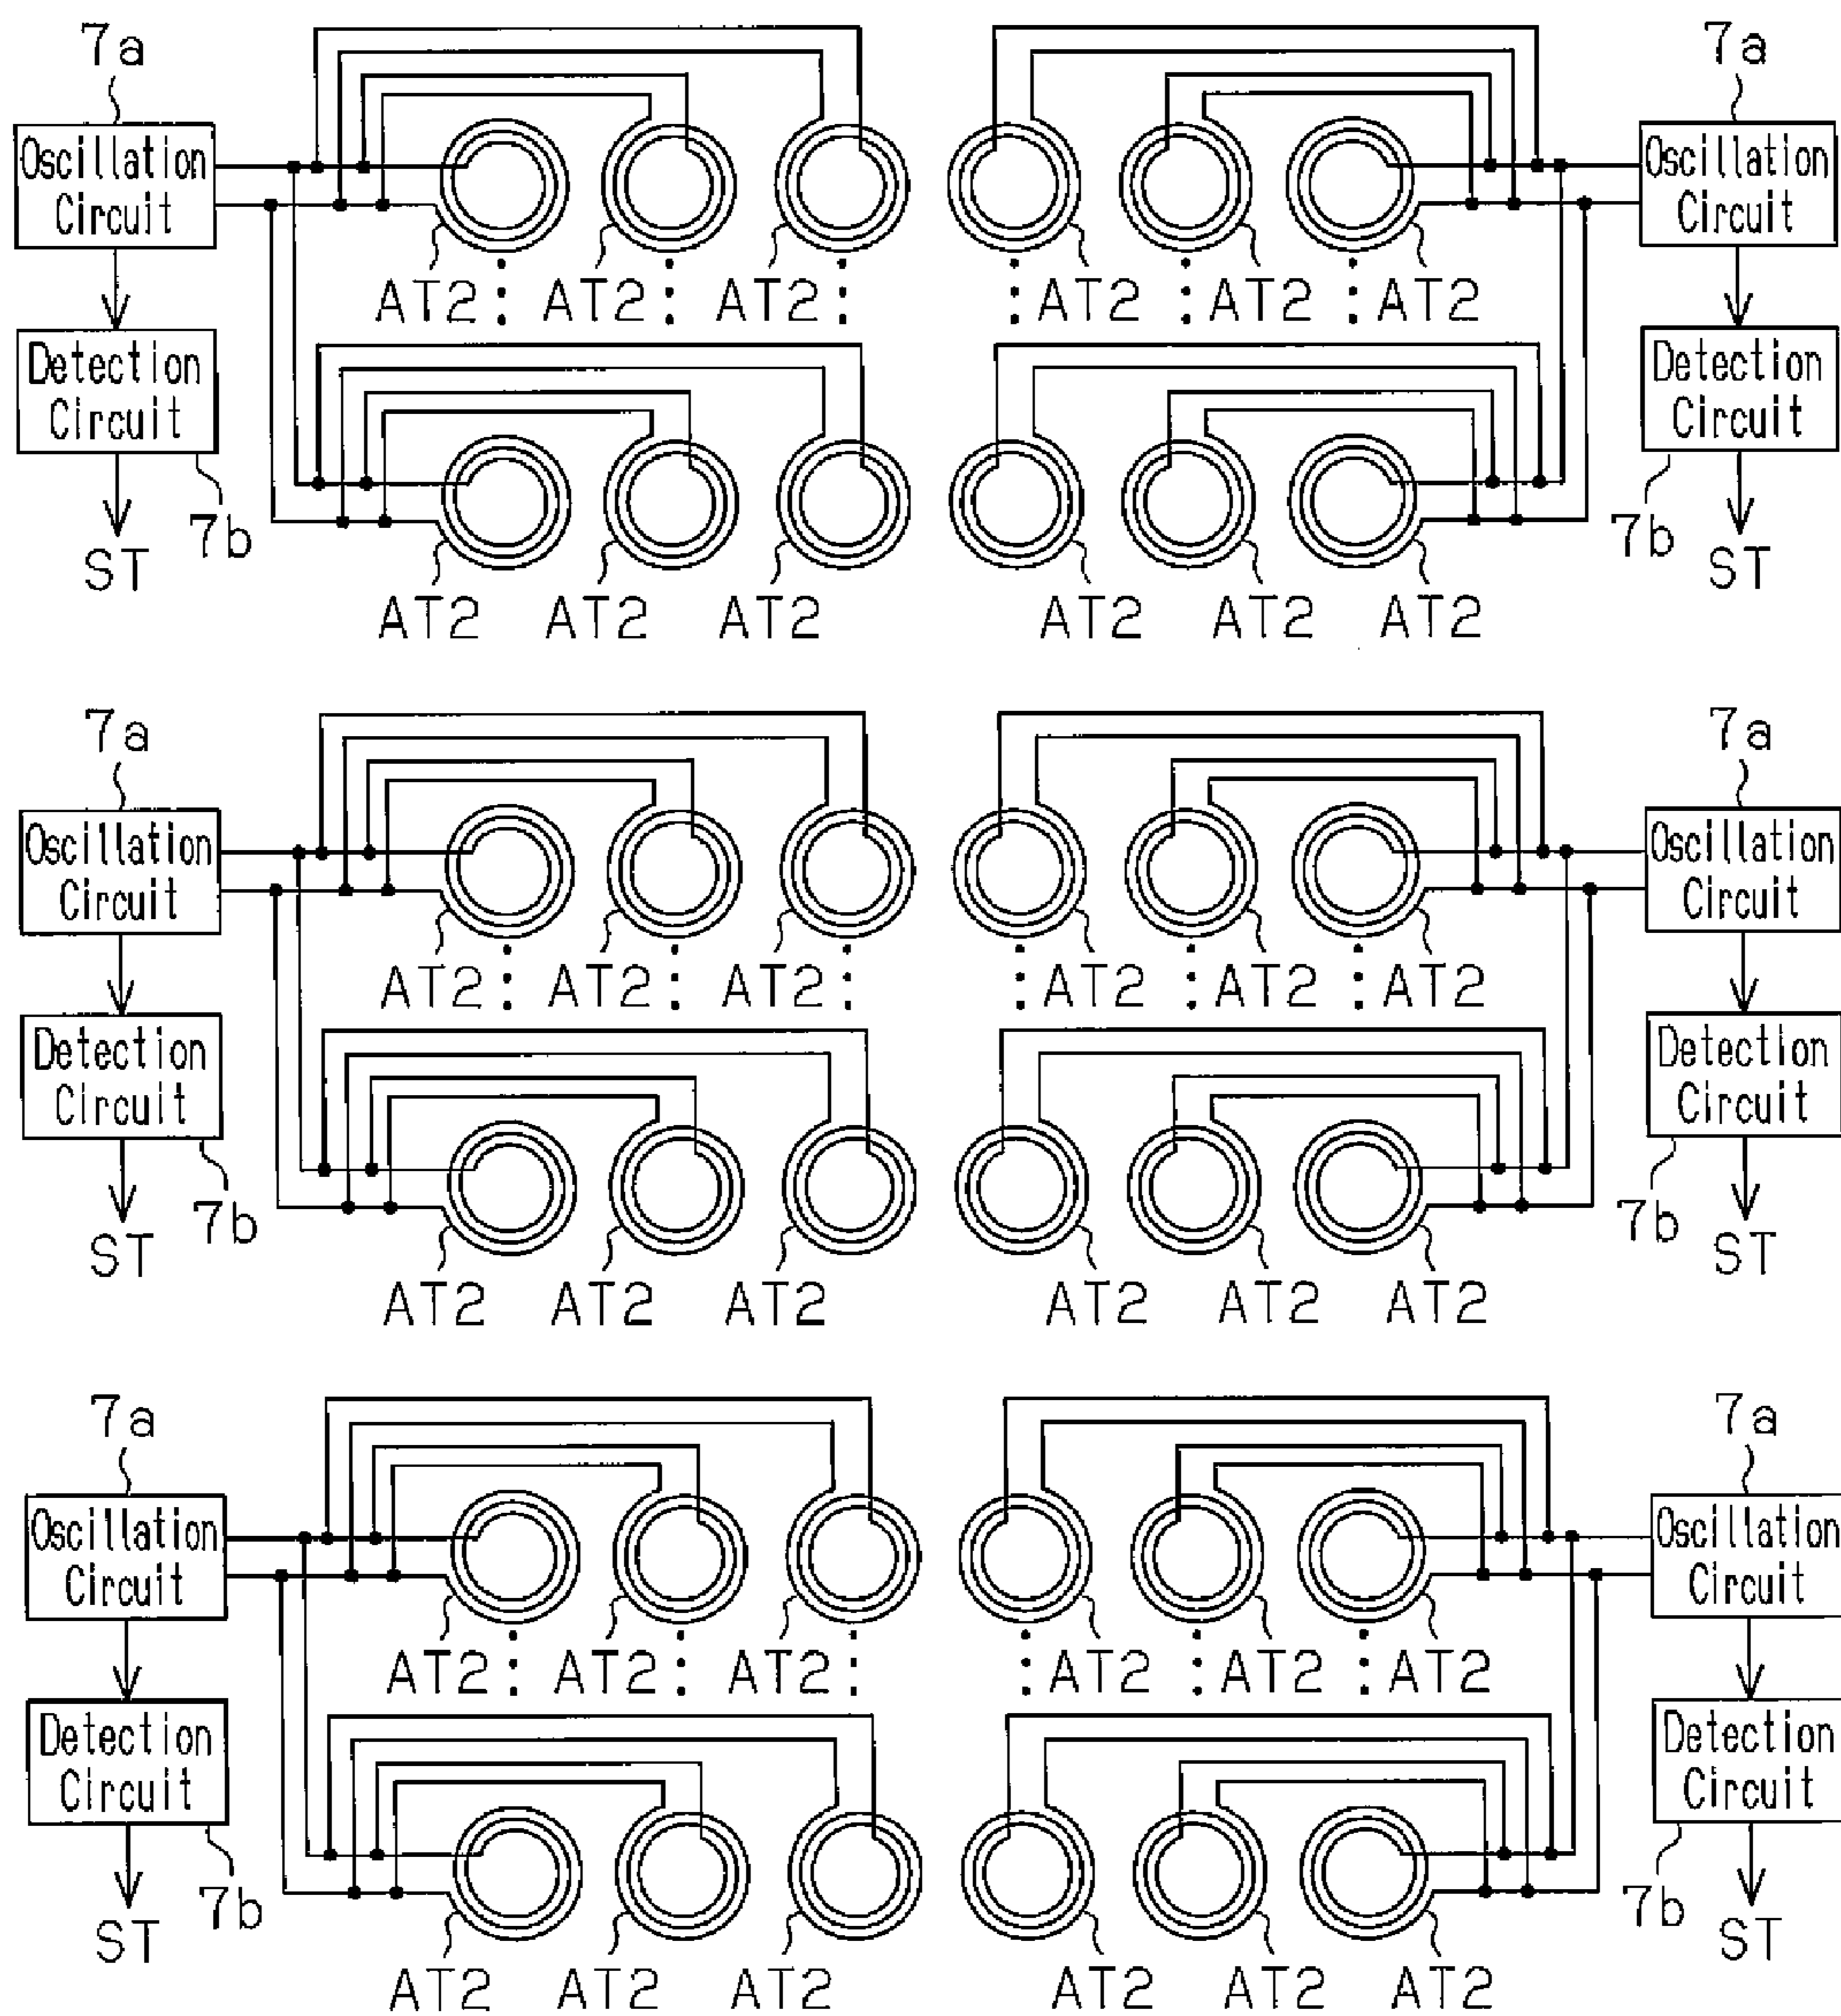 7a
7a
Oscillation
Circuit
Oscillation
Circuit
AT2
AT2
AT2
AT2
AT2
AT2
Detection
Circuit
Detection
Circuit
7b
7b
ST
ST
AT2
AT2
AT2
AT2
AT2
AT2
7a
7a
Oscillation
Circuit
Oscillation
Circuit
AT2
AT2
AT2
AT2
AT2
AT2
Detection
Circuit
Detection
Circuit
7b
7b
ST
ST
AT2
AT2
AT2
AT2
AT2
AT2
7a
7a
Oscillation
Circuit
Oscillation
Circuit
AT2
AT2
AT2
AT2
AT2
AT2
Detection
Circuit
Detection
Circuit
7b
7b
ST
ST
AT2
AT2
AT2
AT2
AT2
AT2